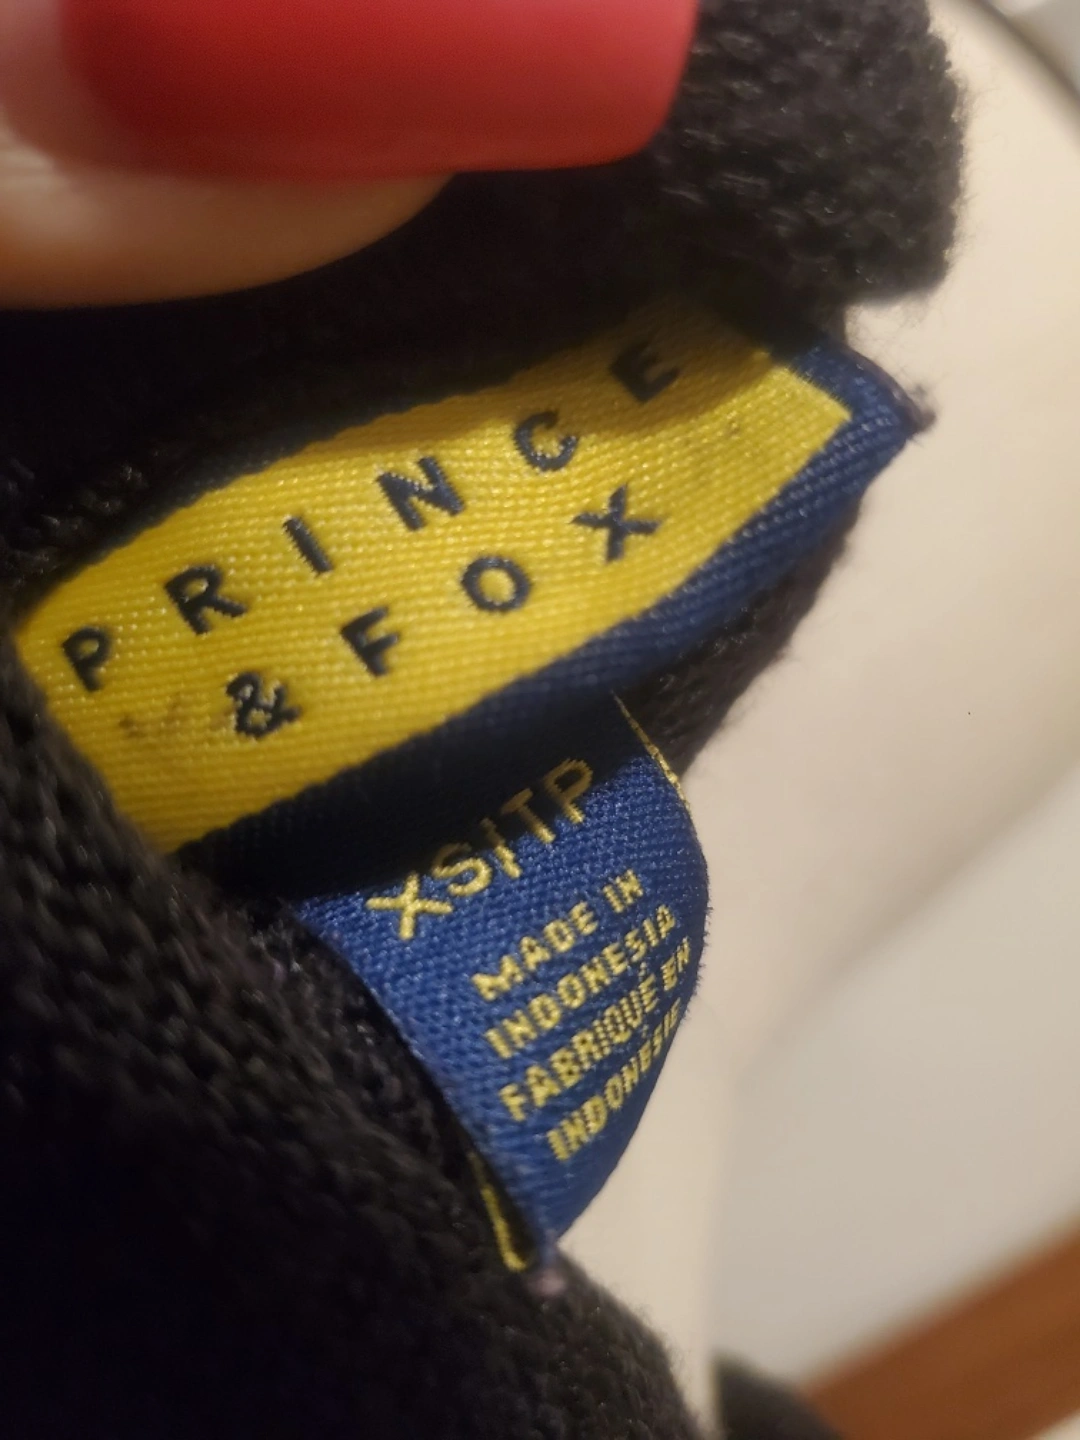 PRINCE
& FOX
XS/TP
MADE IN
INDONESIA
FABRIQUÉ EN
INDONÉSIE